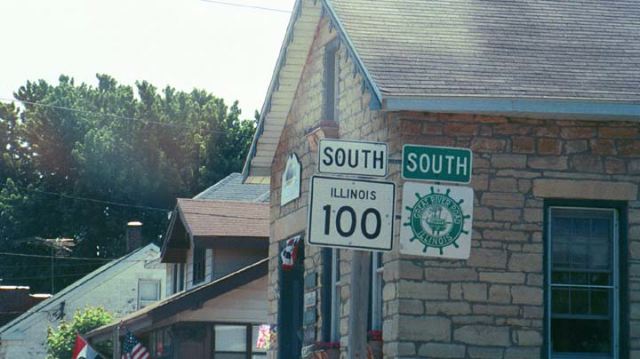 SOUTH
ILLINOIS
100
SOUTH
GREAT RIVER ROAD
ILLINOIS